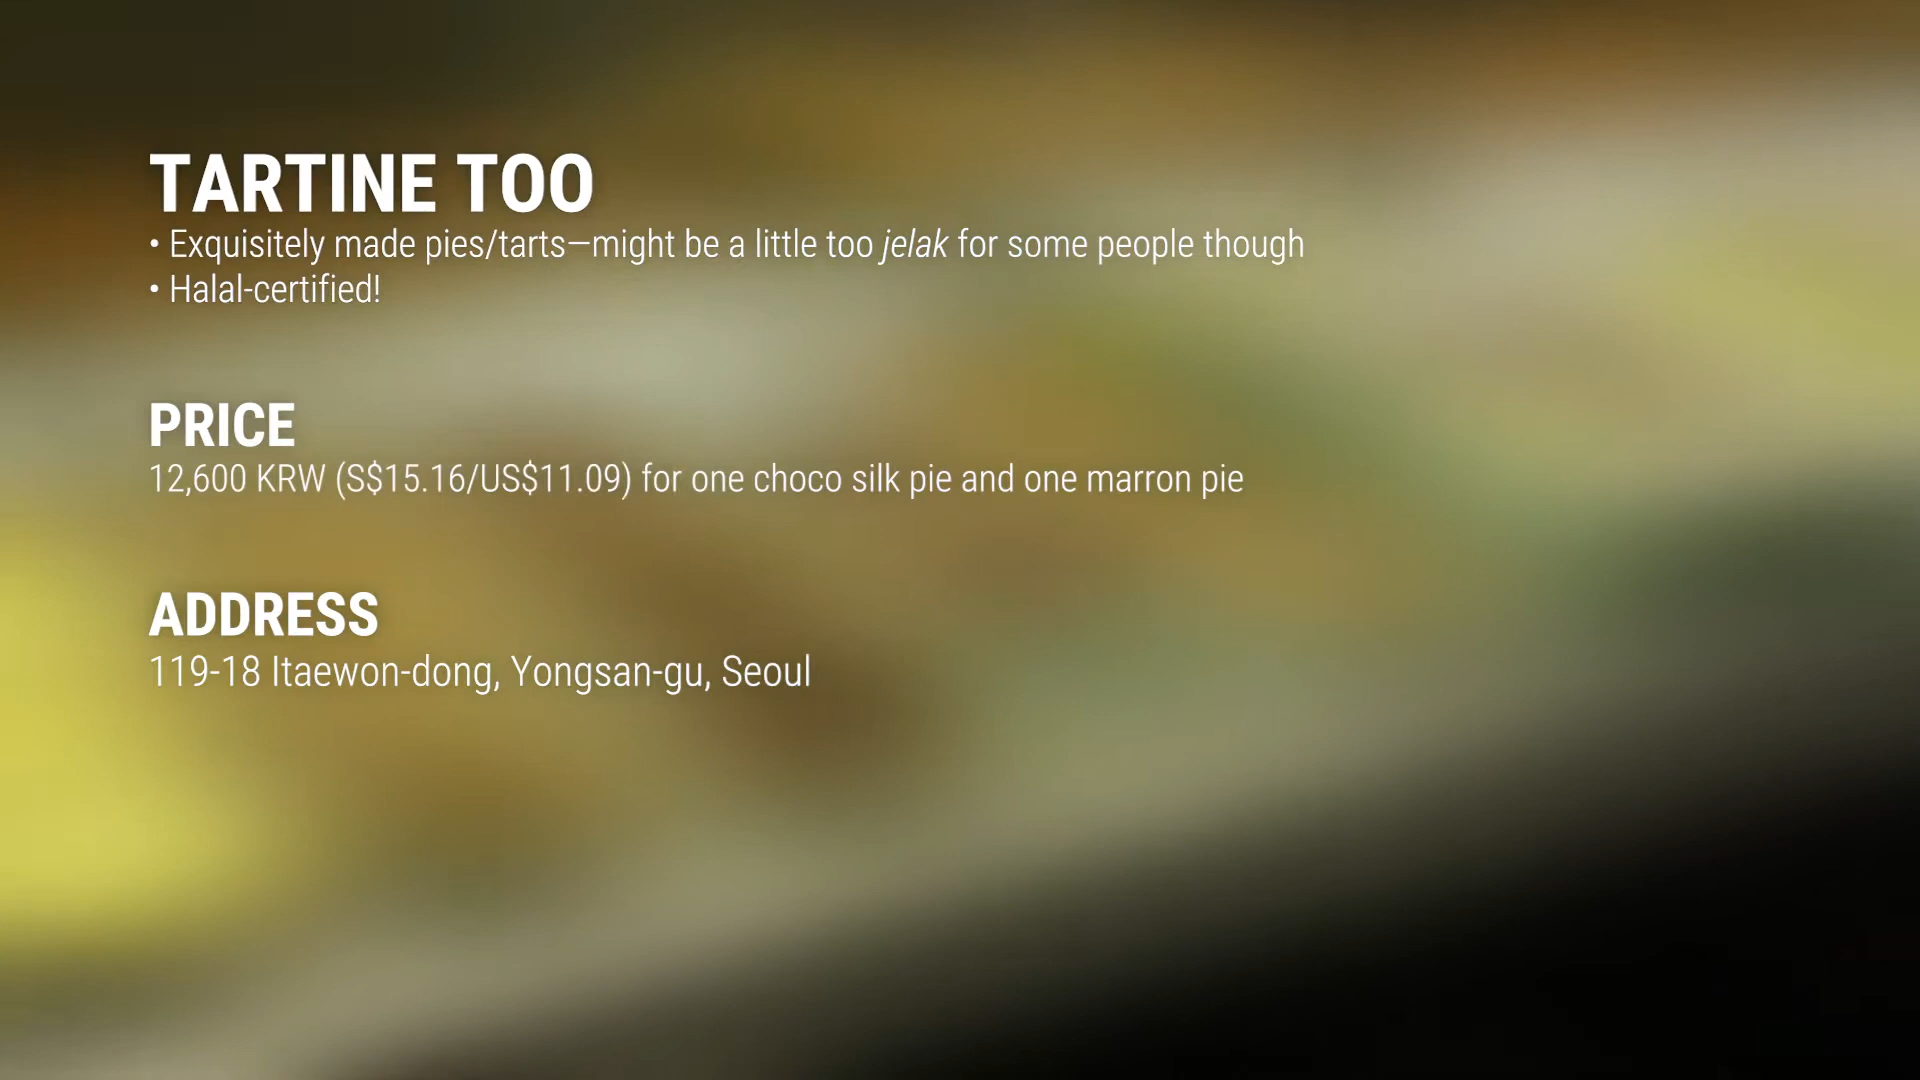 TARTINE TOO
• Exquisitely made pies/tarts—might be a little too jelak for some people though
• Halal-certified!
PRICE
12,600 KRW (S$15.16/US$11.09) for one choco silk pie and one marron pie
ADDRESS
119-18 Itaewon-dong, Yongsan-gu, Seoul